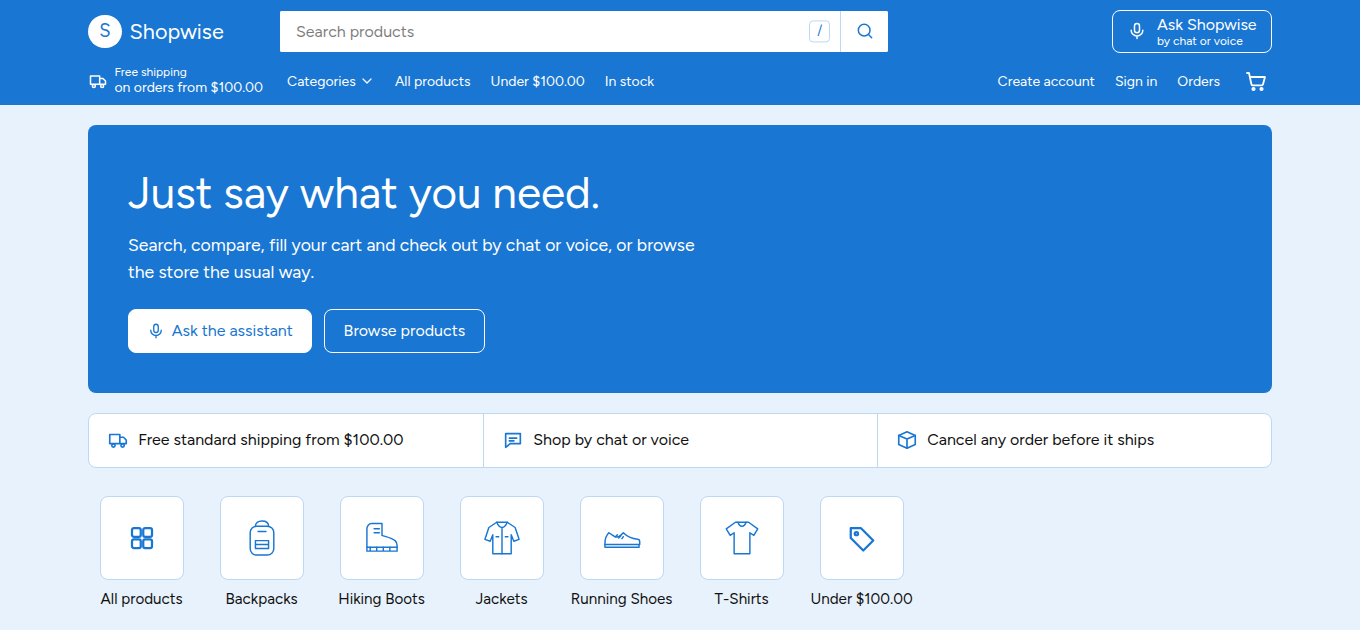 S Shopwise
Search products
/
Ask Shopwise
by chat or voice
Free shipping
on orders from $100.00
Categories
All products
Under $100.00
In stock
Create account
Sign in
Orders
Just say what you need.
Search, compare, fill your cart and check out by chat or voice, or browse
the store the usual way.
Ask the assistant
Browse products
Free standard shipping from $100.00
Shop by chat or voice
Cancel any order before it ships
All products
Backpacks
Hiking Boots
Jackets
Running Shoes
T-Shirts
Under $100.00